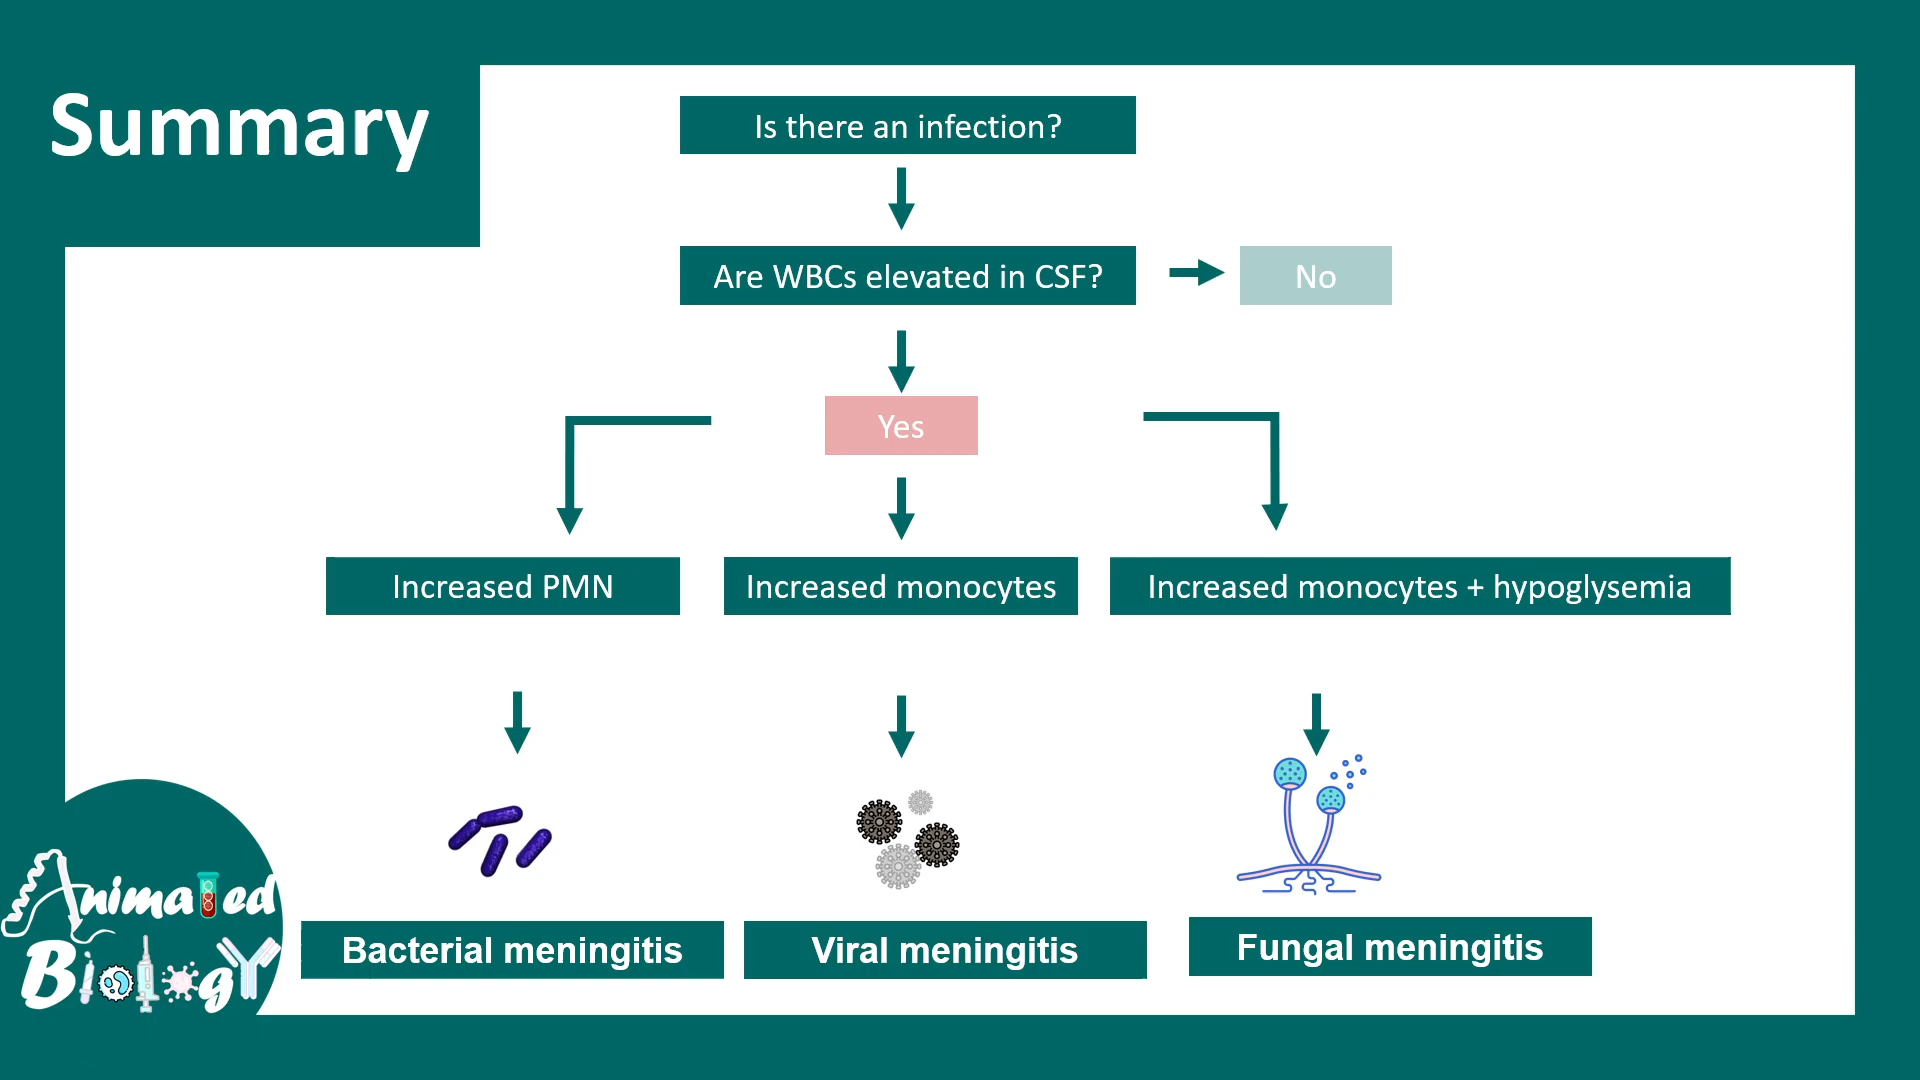 Summary
Is there an infection?
Are WBCs elevated in CSF?
No
Yes
Increased PMN
Increased monocytes
Increased monocytes + hypoglysemia
Bacterial meningitis
Viral meningitis
Fungal meningitis
Animated
Biology